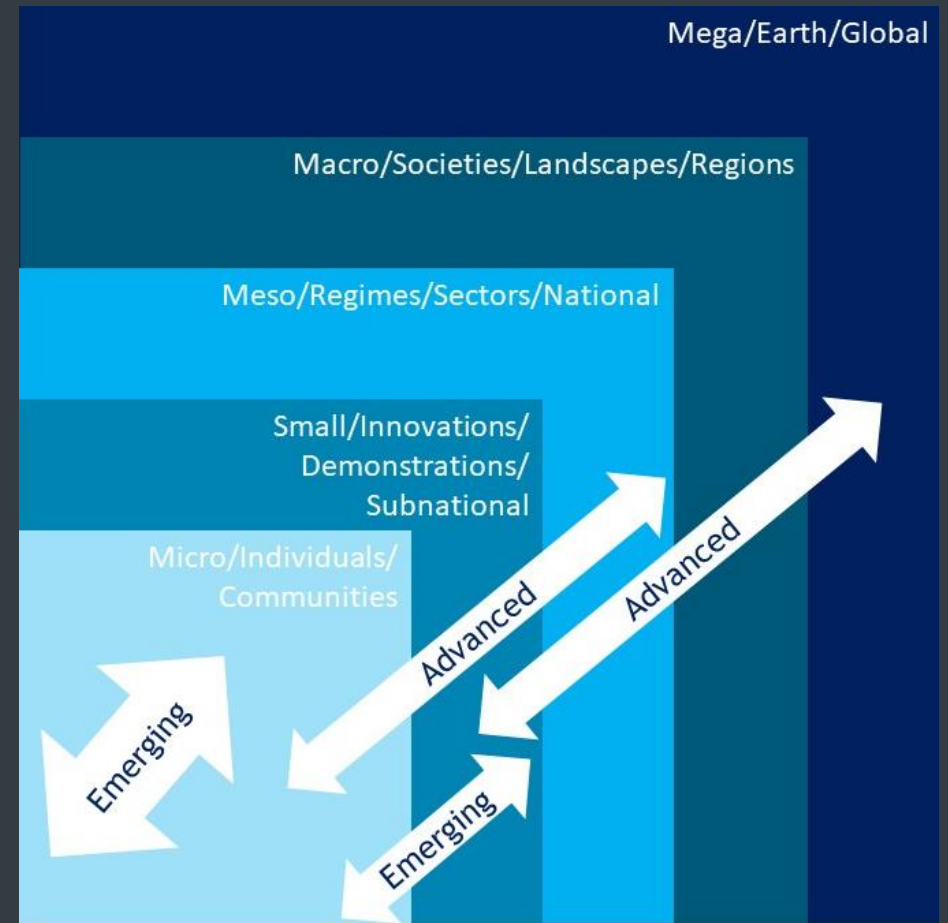 Mega/Earth/Global
Macro/Societies/Landscapes/Regions
Meso/Regimes/Sectors/National
Small/Innovations/
Demonstrations/
Subnational
Micro/Individuals/
Communities
Advanced
Advanced
Emerging
Emerging